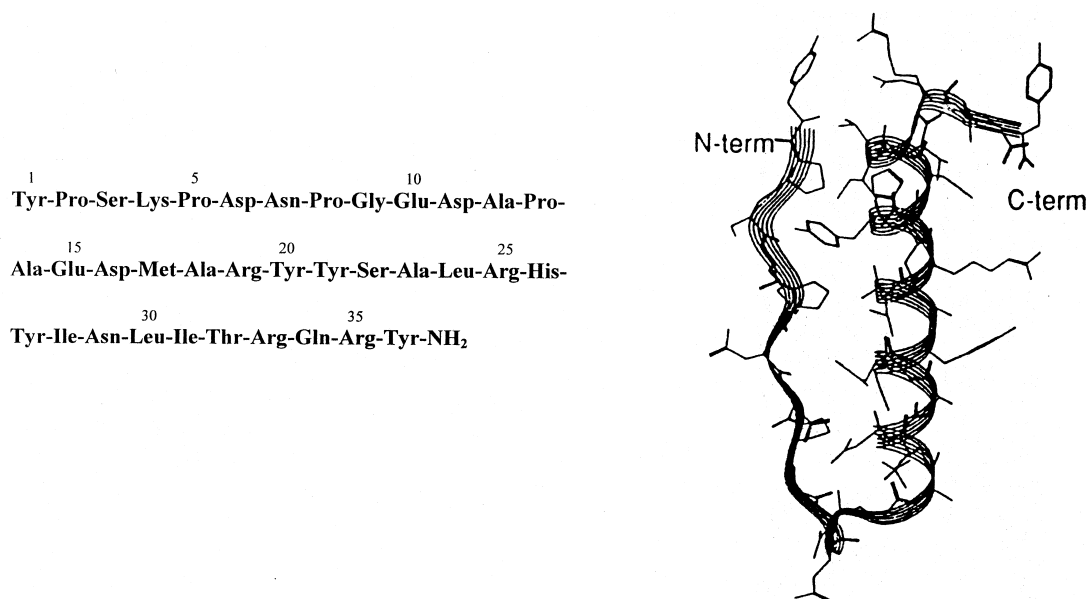 1 5 10
Tyr-Pro-Ser-Lys-Pro-Asp-Asn-Pro-Gly-Glu-Asp-Ala-Pro-
15 20 25
Ala-Glu-Asp-Met-Ala-Arg-Tyr-Tyr-Ser-Ala-Leu-Arg-His-
30 35
Tyr-Ile-Asn-Leu-Ile-Thr-Arg-Gln-Arg-Tyr-NH₂
N-term
C-term